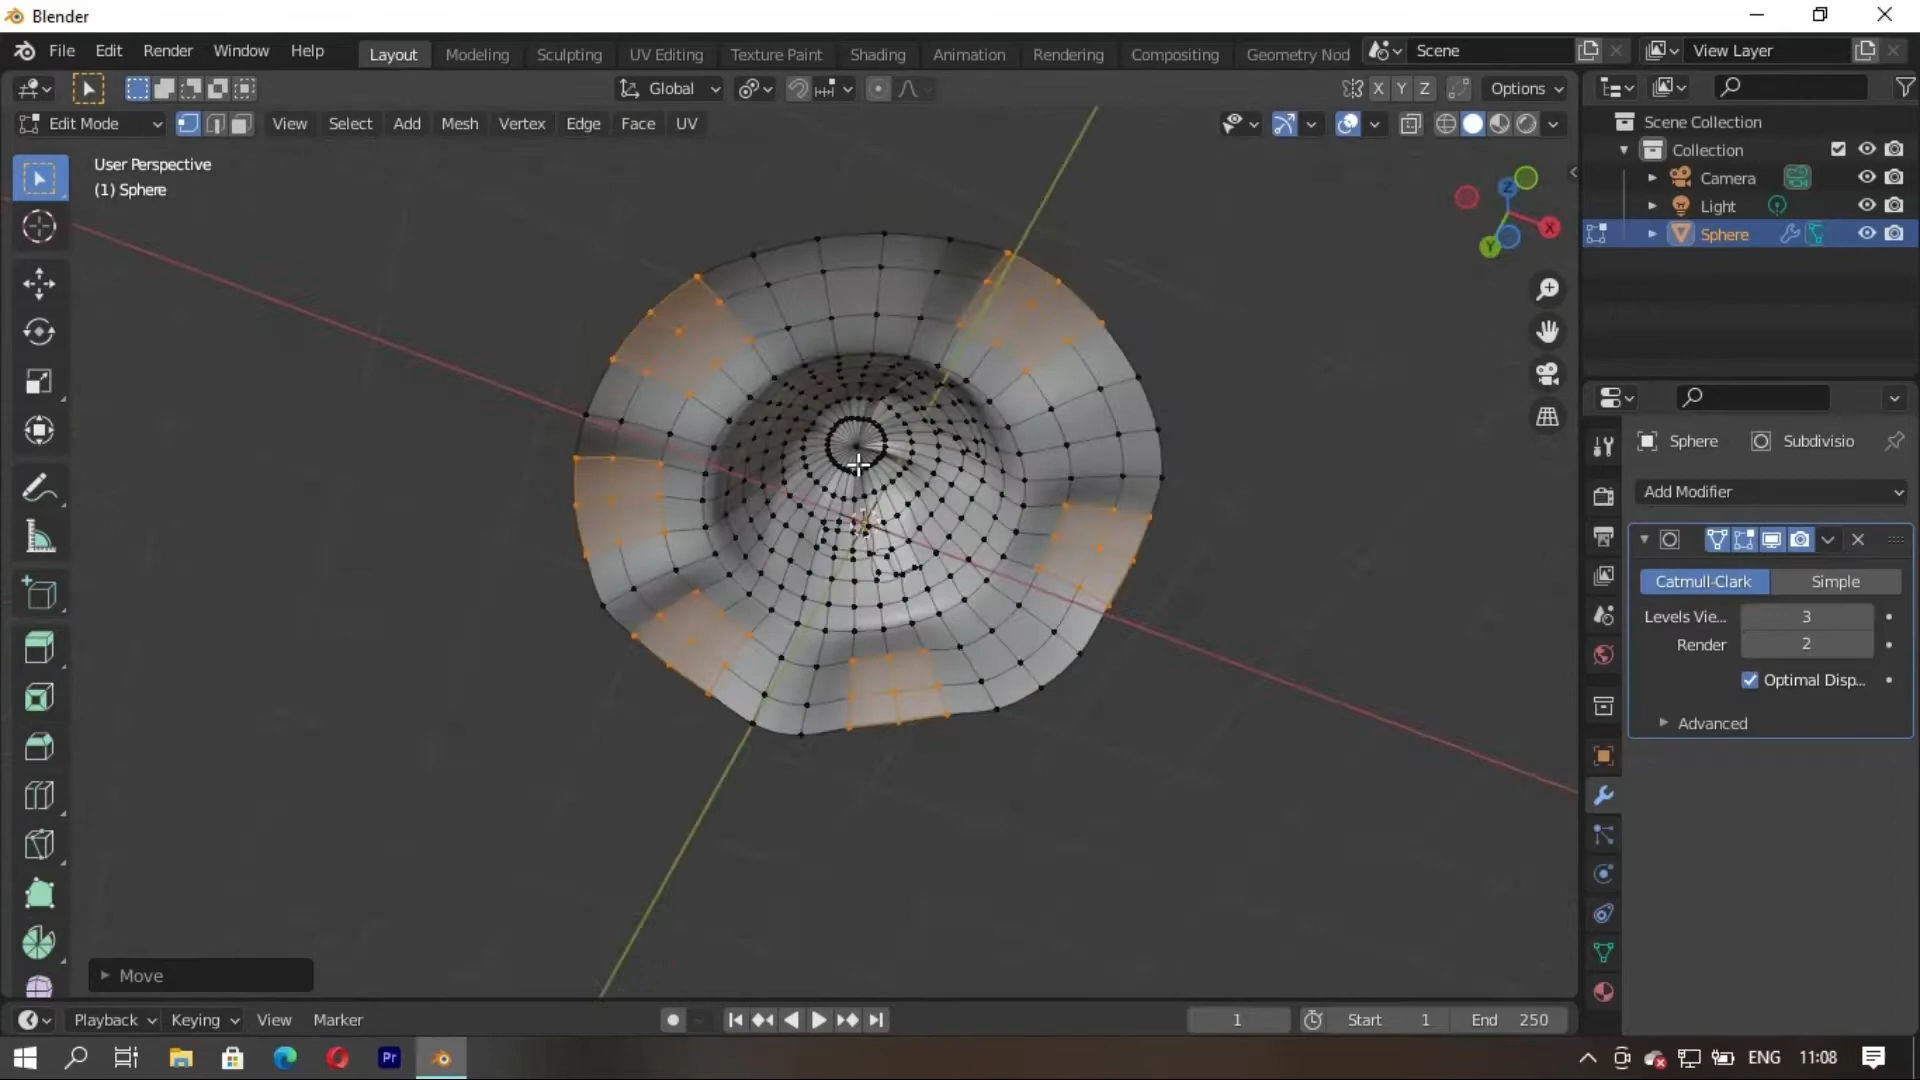 Blender
File Edit Render Window Help Layout Modeling Sculpting UV Editing Texture Paint Shading Animation Rendering Compositing Geometry Nod Scene View Layer
Global Options
Edit Mode View Select Add Mesh Vertex Edge Face UV
X Y Z
User Perspective
(1) Sphere
Z
X
Y
Scene Collection
Collection
Camera
Light
Sphere
Sphere Subdivisio
Add Modifier
Catmull-Clark Simple
Levels Vie... 3
Render 2
Optimal Disp...
Advanced
Move
Playback Keying View Marker 1 Start 1 End 250
Pr ENG 11:08